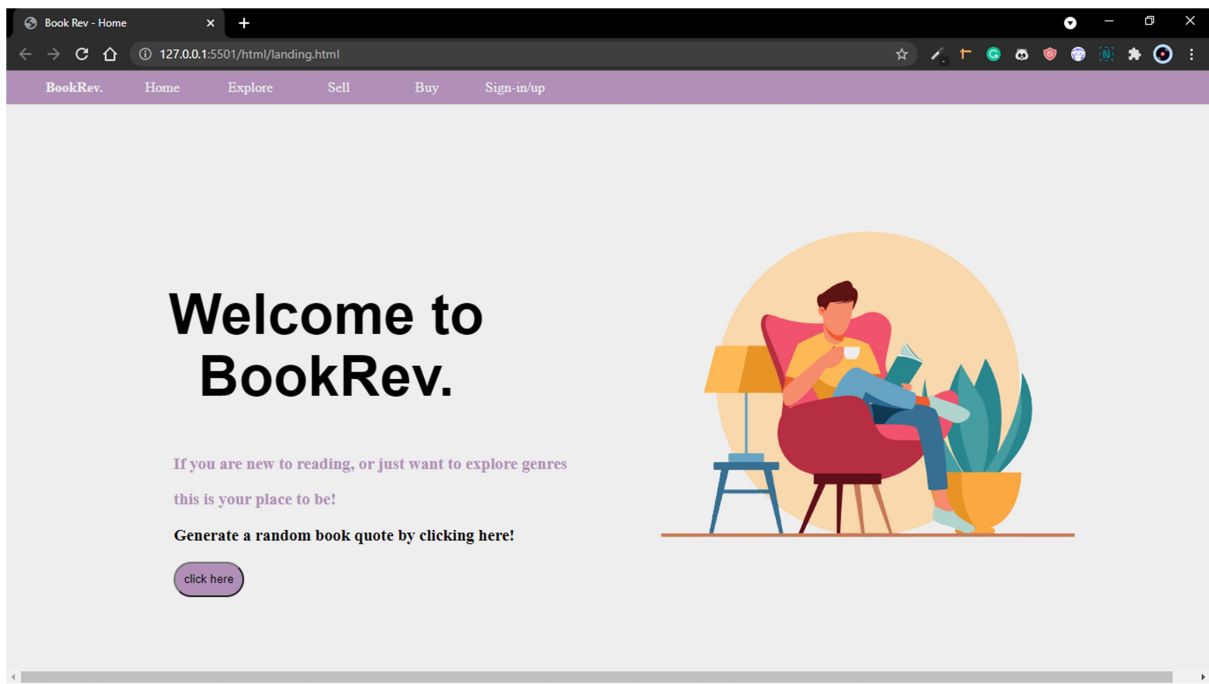 Book Rev - Home
127.0.0.1:5501/html/landing.html
BookRev. Home Explore Sell Buy Sign-in/up
Welcome to
BookRev.
If you are new to reading, or just want to explore genres
this is your place to be!
Generate a random book quote by clicking here!
click here